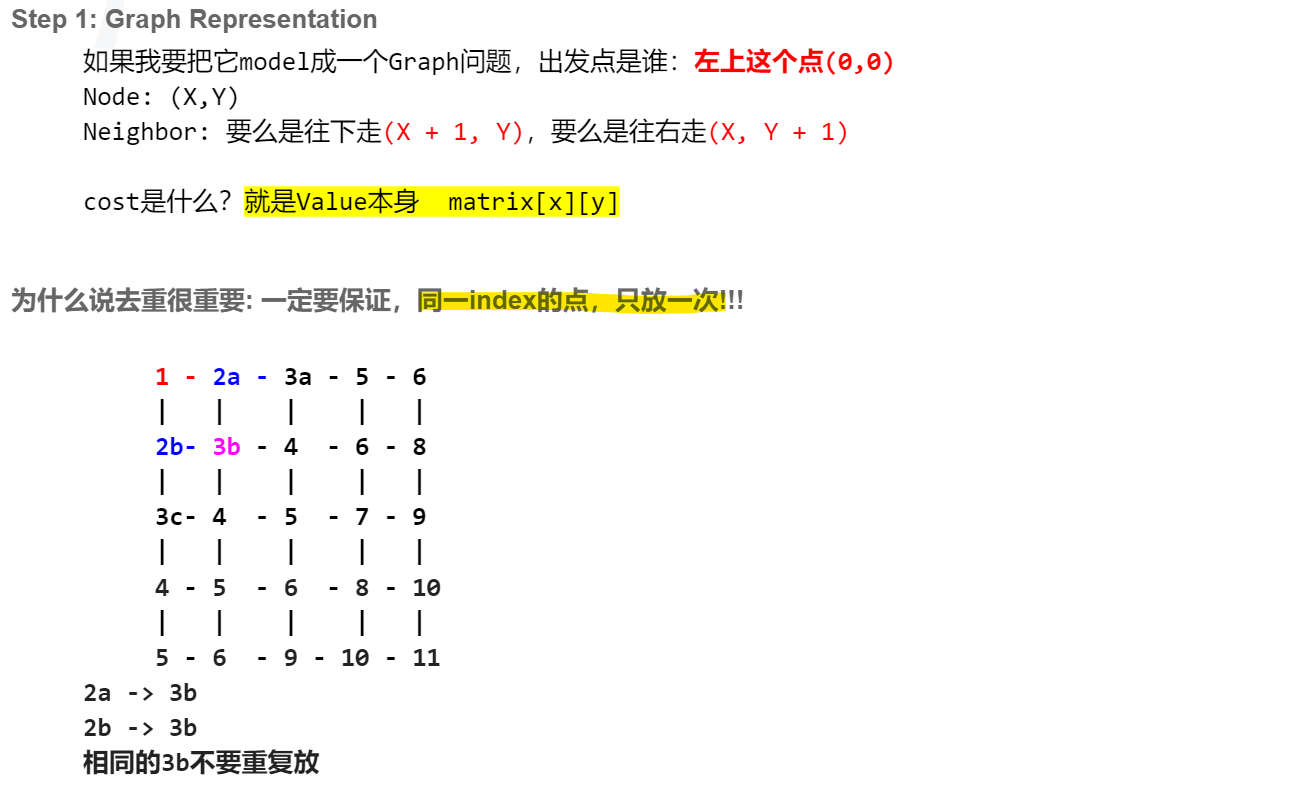 Step 1: Graph Representation
如果我要把它model成一个Graph问题，出发点是谁：左上这个点(0,0)
Node: (X,Y)
Neighbor: 要么是往下走(X + 1, Y)，要么是往右走(X, Y + 1)
cost是什么？就是Value本身  matrix[x][y]
为什么说去重很重要: 一定要保证，同一index的点，只放一次!!!
1 - 2a - 3a - 5 - 6
|   |    |    |   |
2b- 3b - 4  - 6 - 8
|   |    |    |   |
3c- 4  - 5  - 7 - 9
|   |    |    |   |
4 - 5  - 6  - 8 - 10
|   |    |    |   |
5 - 6  - 9 - 10 - 11
2a -> 3b
2b -> 3b
相同的3b不要重复放